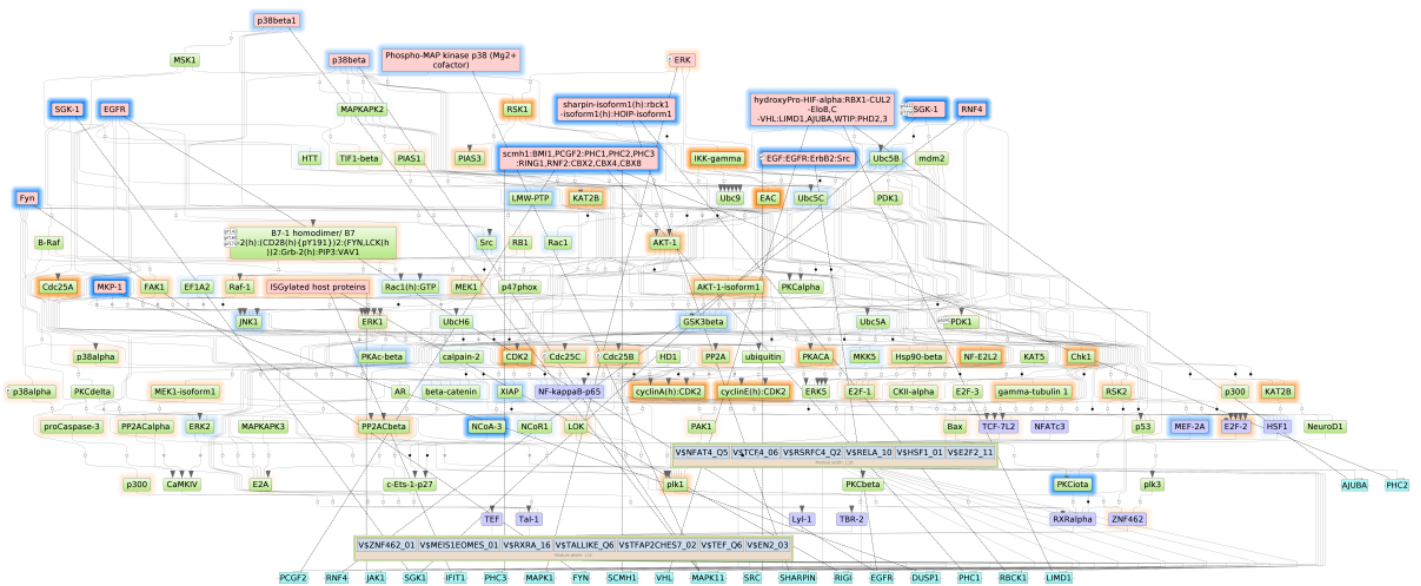 p38beta1
MSK1
p38beta
Phospho-MAP kinase p38 (Mg2+
cofactor)
ERK
SGK-1
EGFR
MAPKAPK2
RSK1
sharpin-isoform1(h):rbck1
-isoform1(h):HOIP-isoform1
hydroxyPro-HIF-alpha:RBX1-CUL2
-EloB,C
-VHL:LIMD1,AJUBA,WTIP:PHD2,3
SGK-1
RNF4
HTT
TIF1-beta
PIAS1
PIAS3
scmh1:BMI1,PCGF2:PHC1,PHC2,PHC3
:RING1,RNF2:CBX2,CBX4,CBX8
IKK-gamma
EGF:EGFR:ErbB2:Src
Ubc5B
mdm2
Fyn
LMW-PTP
KAT2B
Ubc9
EAC
Ubc5C
PDK1
B-Raf
B7-1 homodimer/ B7
-2(h):(CD28(h){pY191})2:(FYN,LCK(h
))2:Grb-2(h):PIP3:VAV1
Src
RB1
Rac1
AKT-1
Cdc25A
MKP-1
FAK1
EF1A2
Raf-1
ISGylated host proteins
Rac1(h):GTP
MEK1
p47phox
AKT-1-isoform1
PKCalpha
JNK1
ERK1
UbcH6
GSK3beta
Ubc5A
PDK1
p38alpha
PKAc-beta
calpain-2
CDK2
Cdc25C
Cdc25B
HD1
PP2A
ubiquitin
PKACA
MKK5
Hsp90-beta
NF-E2L2
KAT5
Chk1
p38alpha
PKCdelta
MEK1-isoform1
AR
beta-catenin
XIAP
NF-kappaB-p65
cyclinA(h):CDK2
cyclinE(h):CDK2
ERK5
E2F-1
CKII-alpha
E2F-3
gamma-tubulin 1
RSK2
p300
KAT2B
proCaspase-3
PP2ACalpha
ERK2
MAPKAPK3
PP2ACbeta
NCoA-3
NCoR1
LOK
PAK1
Bax
TCF-7L2
NFATc3
p53
MEF-2A
E2F-2
HSF1
NeuroD1
V$NFAT4_Q5 V$TCF4_06 V$RSRFC4_Q2 V$RELA_10 V$HSF1_01 V$E2F2_11
p300
CaMKIV
E2A
c-Ets-1-p27
plk1
PKCbeta
PKCiota
plk3
AJUBA
PHC2
TEF
Tal-1
Lyl-1
TBR-2
RXRalpha
ZNF462
V$ZNF462_01 V$MEIS1EOMES_01 V$RXRA_16 V$TALLIKE_Q6 V$TFAP2CHES7_02 V$TEF_Q6 V$EN2_03
PCGF2
RNF4
JAK1
SGK1
IFIT1
PHC3
MAPK1
FYN
SCMH1
VHL
MAPK11
SRC
SHARPIN
RIGI
EGFR
DUSP1
PHC1
RBCK1
LIMD1